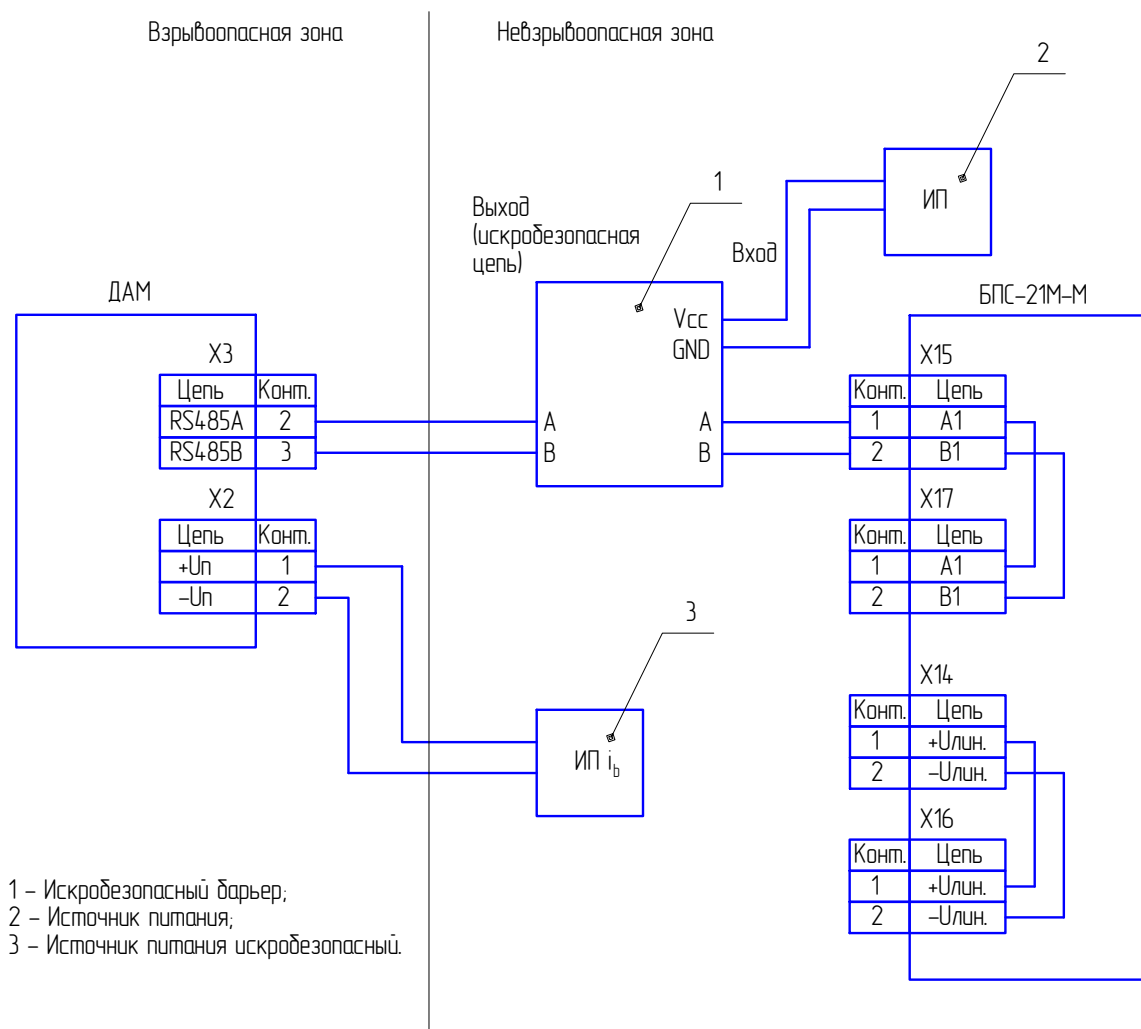 Взрывоопасная зона
Невзрывоопасная зона
2
ИП
1
Выход
(искробезопасная
цепь)
Вход
ДАМ
БПС-21М-М
Vcc
GND
X3
X15
Цепь Конт.
Конт. Цепь
RS485A 2
A
A
1 A1
RS485B 3
B
B
2 B1
X2
X17
Цепь Конт.
Конт. Цепь
+Uп 1
1 A1
-Uп 2
2 B1
3
X14
Конт. Цепь
ИП ib
1 +Uлин.
2 -Uлин.
X16
Конт. Цепь
1 +Uлин.
2 -Uлин.
1 - Искробезопасный барьер;
2 - Источник питания;
3 - Источник питания искробезопасный.